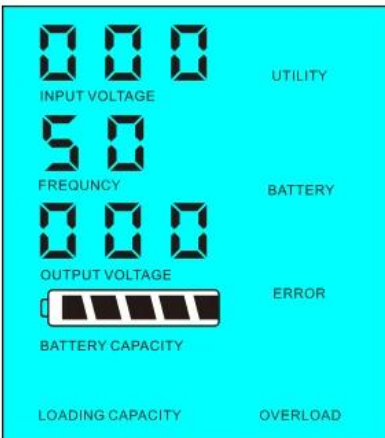 000
UTILITY
INPUT VOLTAGE
50
FREQUNCY
BATTERY
000
OUTPUT VOLTAGE
ERROR
BATTERY CAPACITY
LOADING CAPACITY
OVERLOAD